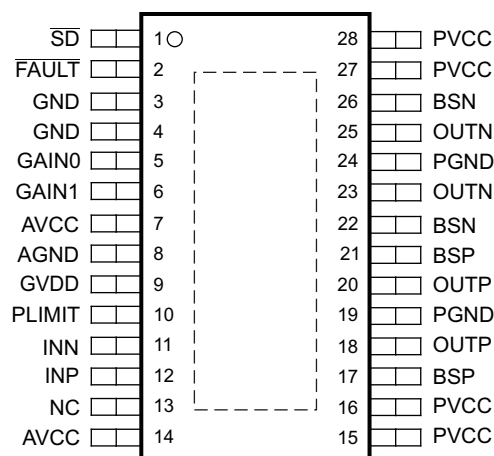 S̅D̅ 1 28 PVCC
F̅A̅U̅L̅T̅ 2 27 PVCC
GND 3 26 BSN
GND 4 25 OUTN
GAIN0 5 24 PGND
GAIN1 6 23 OUTN
AVCC 7 22 BSN
AGND 8 21 BSP
GVDD 9 20 OUTP
PLIMIT 10 19 PGND
INN 11 18 OUTP
INP 12 17 BSP
NC 13 16 PVCC
AVCC 14 15 PVCC